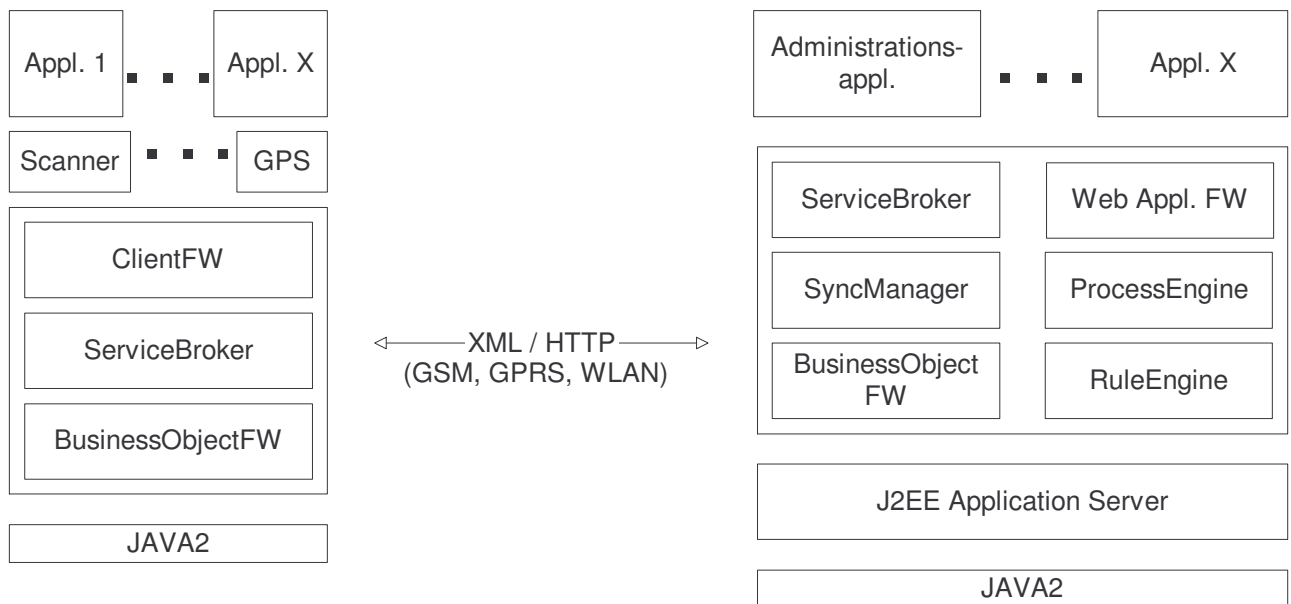 Appl. 1
Appl. X
Scanner
GPS
ClientFW
ServiceBroker
BusinessObjectFW
JAVA2
XML / HTTP
(GSM, GPRS, WLAN)
Administrations-
appl.
Appl. X
ServiceBroker
Web Appl. FW
SyncManager
ProcessEngine
BusinessObject
FW
RuleEngine
J2EE Application Server
JAVA2